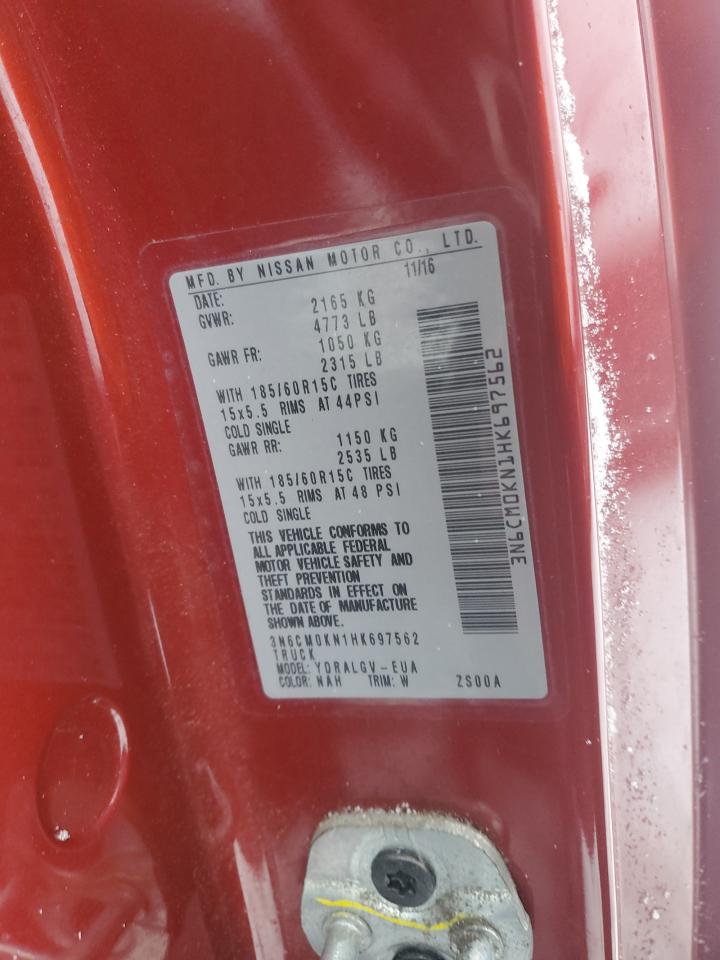 MFD. BY NISSAN MOTOR CO., LTD.
DATE: 11/16
GVWR: 2165 KG
4773 LB
GAWR FR: 1050 KG
2315 LB
WITH 185/60R15C TIRES
15x5.5 RIMS AT 44PSI
COLD SINGLE
GAWR RR: 1150 KG
2535 LB
WITH 185/60R15C TIRES
15x5.5 RIMS AT 48 PSI
COLD SINGLE
THIS VEHICLE CONFORMS TO
ALL APPLICABLE FEDERAL
MOTOR VEHICLE SAFETY AND
THEFT PREVENTION
STANDARDS IN EFFECT ON
THE DATE OF MANUFACTURE
SHOWN ABOVE.
3N6CM0KN1HK697562
TRUCK
MODEL: YDRALGV-EUA
COLOR: NAH TRIM: W ZS00A
3N6CM0KN1HK697562